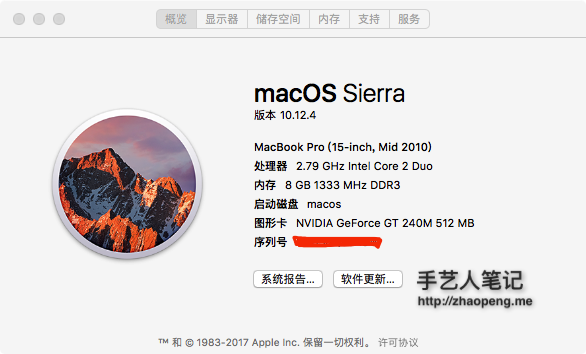 概览 显示器 储存空间 内存 支持 服务
macOS Sierra
版本 10.12.4
MacBook Pro (15-inch, Mid 2010)
处理器 2.79 GHz Intel Core 2 Duo
内存 8 GB 1333 MHz DDR3
启动磁盘 macos
图形卡 NVIDIA GeForce GT 240M 512 MB
序列号
系统报告... 软件更新...
手艺人笔记
http://zhaopeng.me
™ 和 © 1983-2017 Apple Inc. 保留一切权利。 许可协议